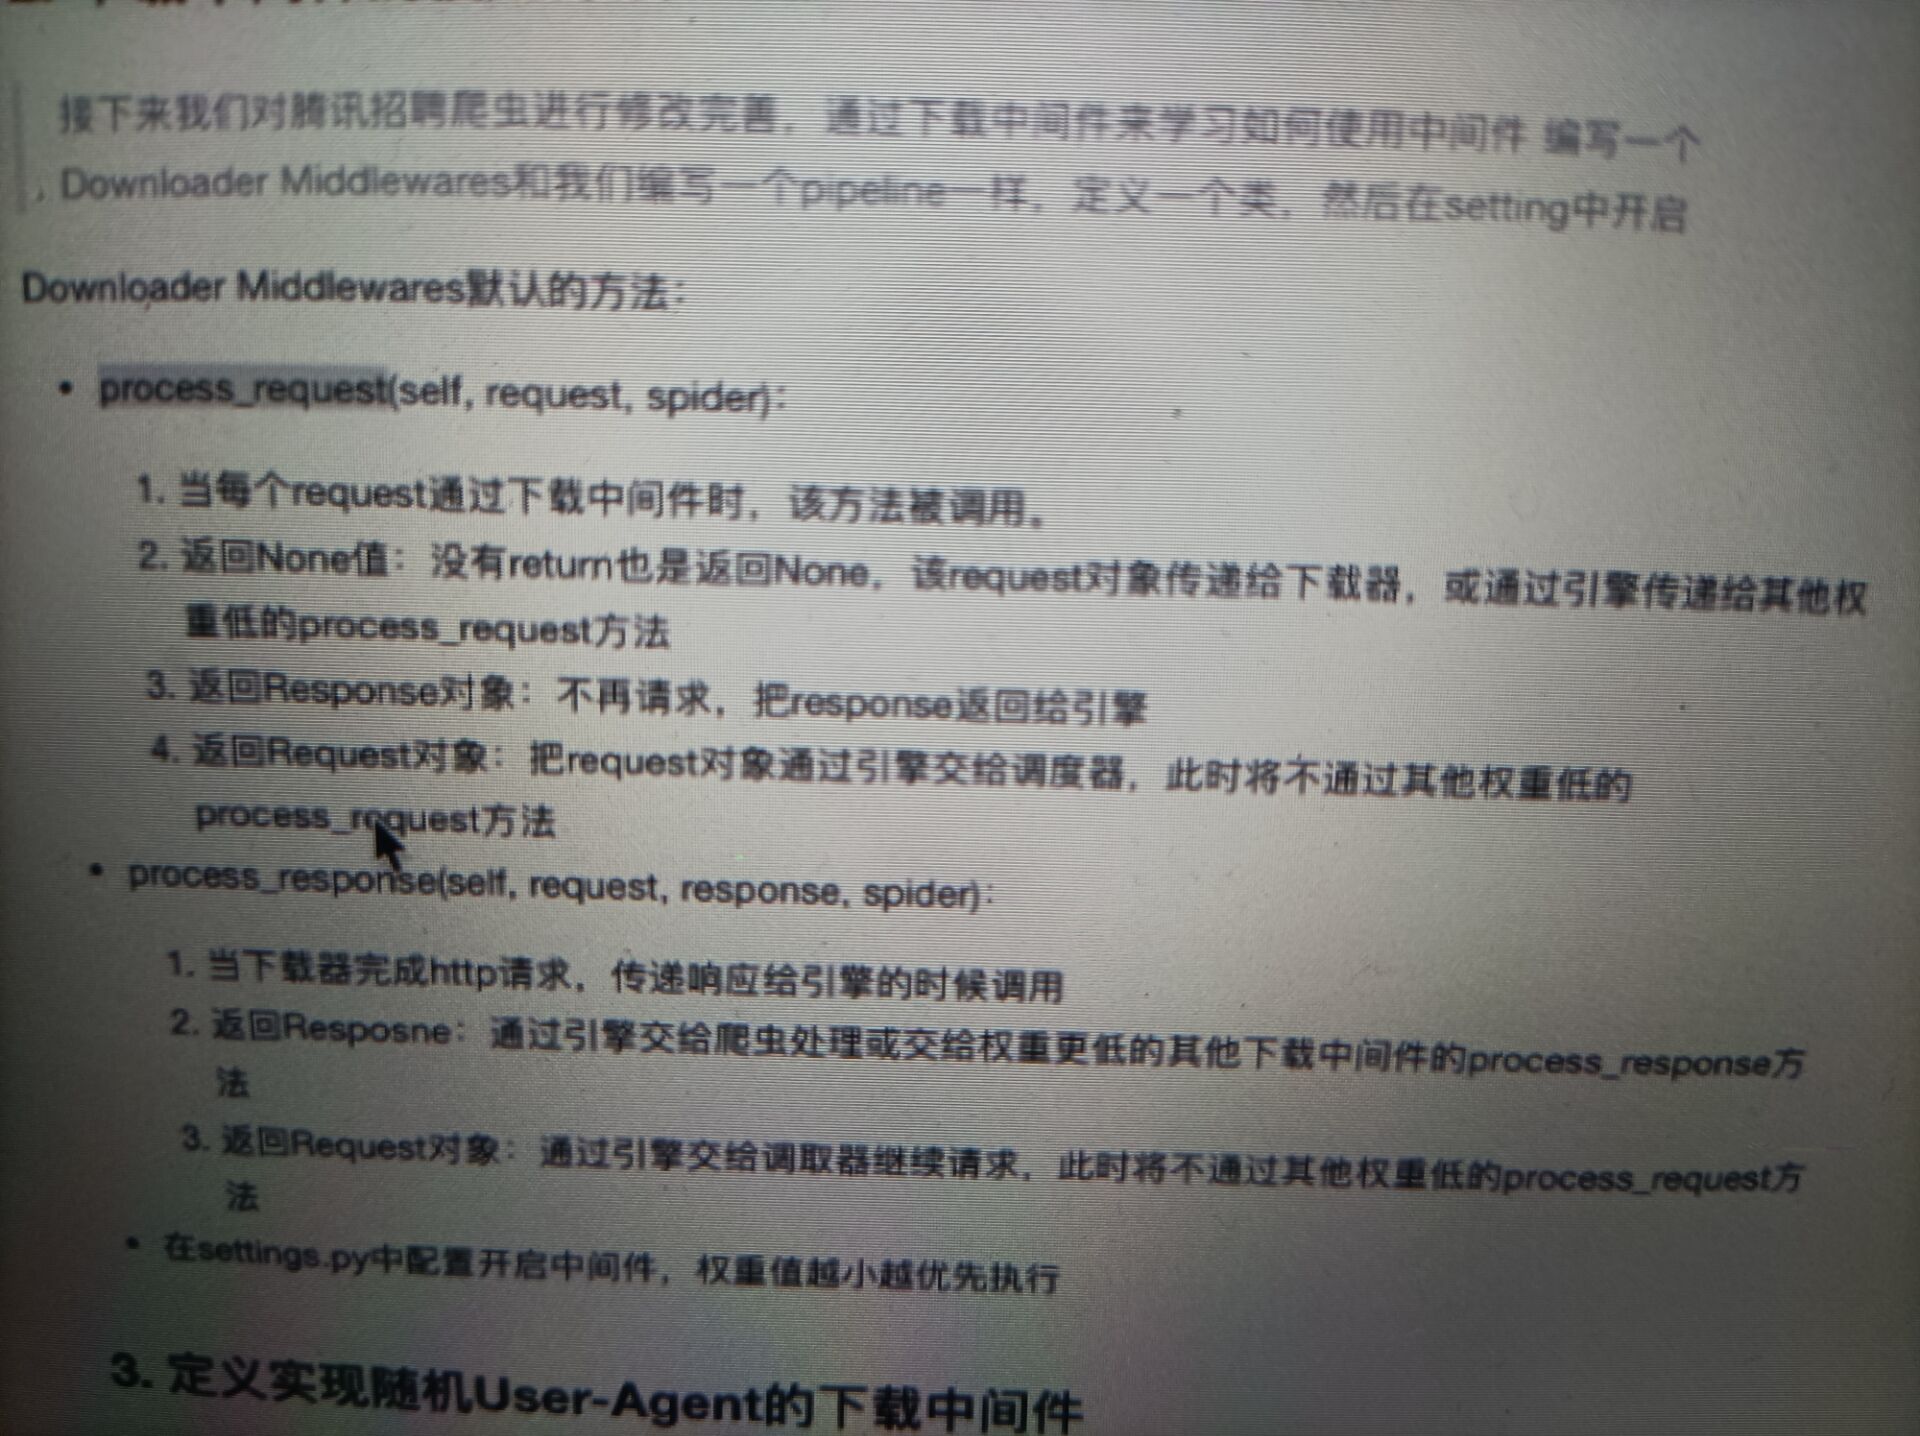 接下来我们对腾讯招聘爬虫进行修改完善，通过下载中间件来学习如何使用中间件 编写一个
，Downloader Middlewares和我们编写一个pipeline一样，定义一个类，然后在setting中开启
Downloader Middlewares默认的方法：
• process_request(self, request, spider)：
1. 当每个request通过下载中间件时，该方法被调用。
2. 返回None值：没有return也是返回None，该request对象传递给下载器，或通过引擎传递给其他权
重低的process_request方法
3. 返回Response对象：不再请求，把response返回给引擎
4. 返回Request对象：把request对象通过引擎交给调度器，此时将不通过其他权重低的
process_request方法
• process_response(self, request, response, spider)：
1. 当下载器完成http请求，传递响应给引擎的时候调用
2. 返回Resposne：通过引擎交给爬虫处理或交给权重更低的其他下载中间件的process_response方
法
3. 返回Request对象：通过引擎交给调取器继续请求，此时将不通过其他权重低的process_request方
法
• 在settings.py中配置开启中间件，权重值越小越优先执行
3. 定义实现随机User-Agent的下载中间件